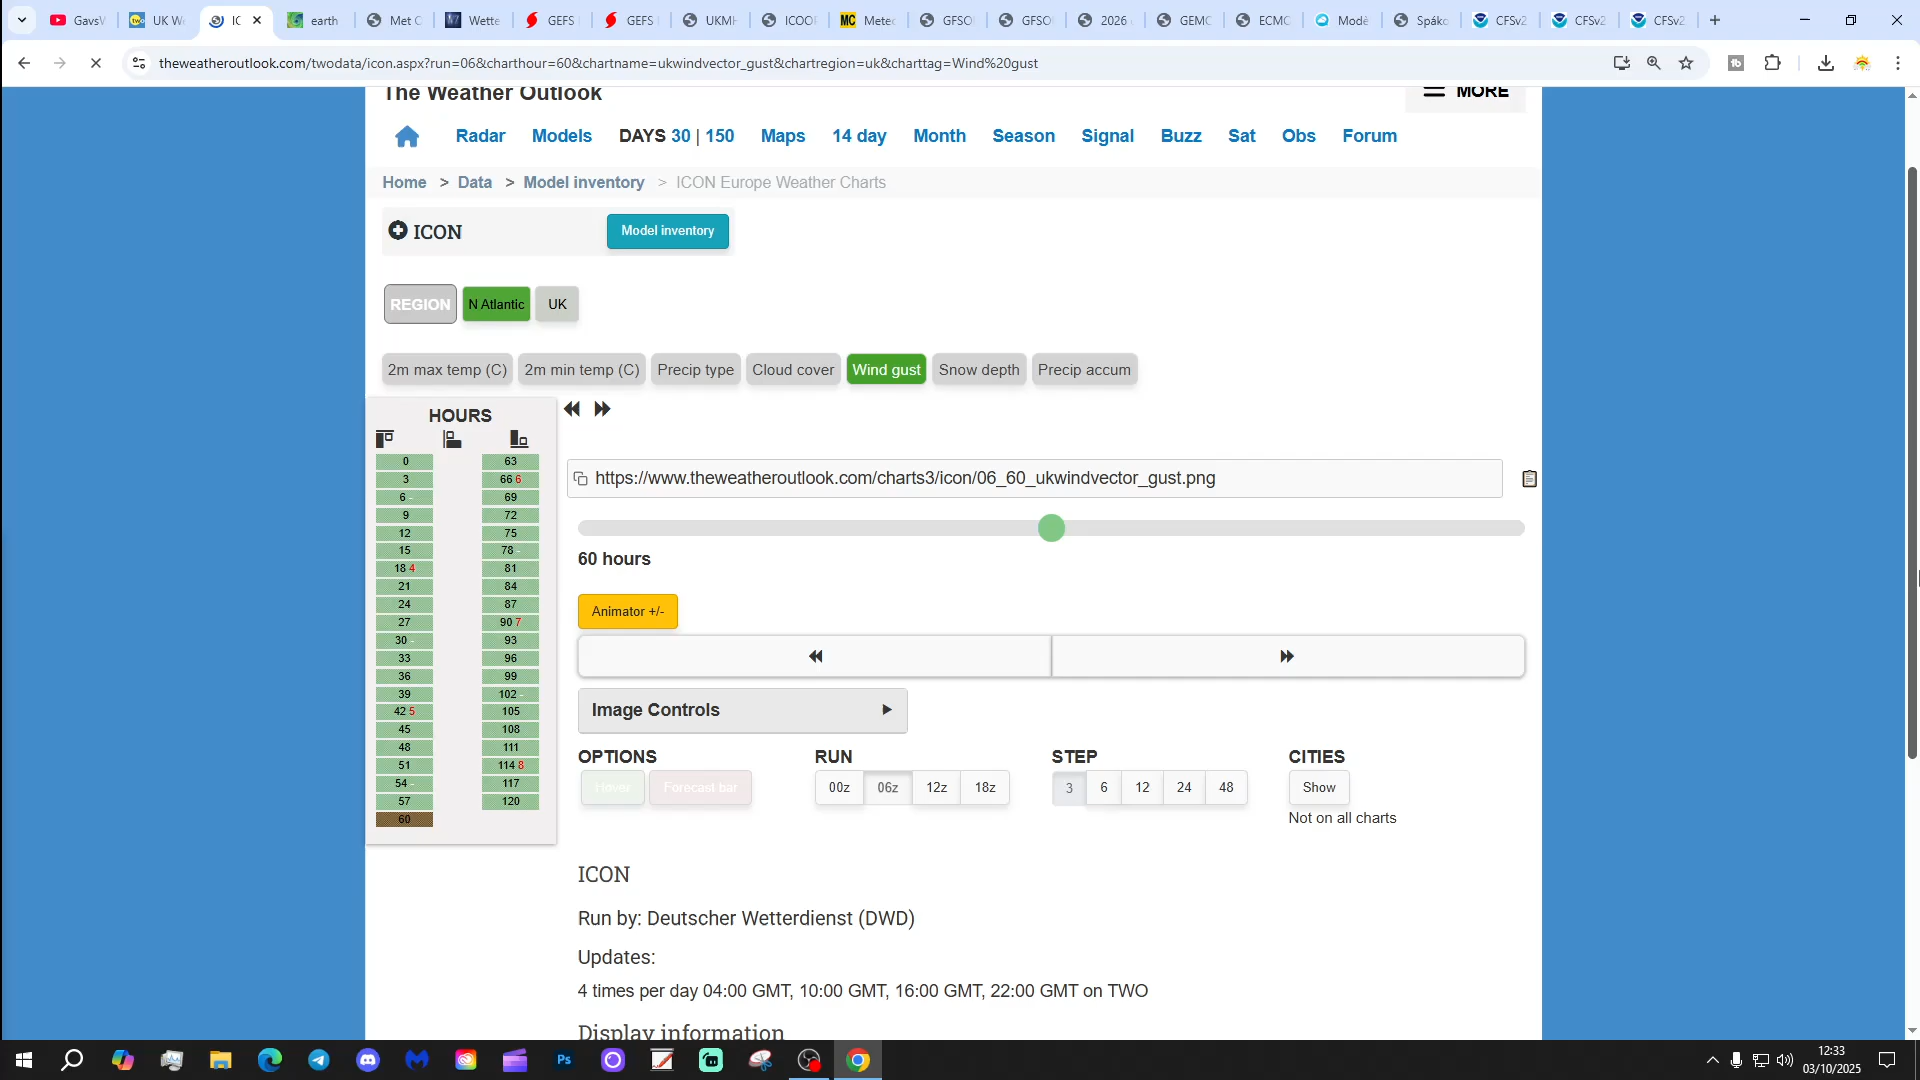 GavsV
UK We
IC
earth
Met O
Wette
GEFS
GEFS
UKMH
ICOO
MC Metec
GFSO
GFSO
2026
GEMC
ECMC
Modè
Spáko
CFSv2
CFSv2
CFSv2
theweatheroutlook.com/twodata/icon.aspx?run=06&charthour=60&chartname=ukwindvector_gust&chartregion=uk&charttag=Wind%20gust
The Weather Outlook
MORE
Radar Models DAYS 30 | 150 Maps 14 day Month Season Signal Buzz Sat Obs Forum
Home > Data > Model inventory > ICON Europe Weather Charts
ICON Model inventory
REGION N Atlantic UK
2m max temp (C) 2m min temp (C) Precip type Cloud cover Wind gust Snow depth Precip accum
HOURS
0 63
3 66 6
6 - 69
9 72
12 75
15 78 -
18 4 81
21 84
24 87
27 90 7
30 - 93
33 96
36 99
39 102 -
42 5 105
45 108
48 111
51 114 8
54 - 117
57 120
60
https://www.theweatheroutlook.com/charts3/icon/06_60_ukwindvector_gust.png
60 hours
Animator +/-
Image Controls
OPTIONS RUN STEP CITIES
Hover Forecast bar 00z 06z 12z 18z 3 6 12 24 48 Show
Not on all charts
ICON
Run by: Deutscher Wetterdienst (DWD)
Updates:
4 times per day 04:00 GMT, 10:00 GMT, 16:00 GMT, 22:00 GMT on TWO
Display information
Ps
12:33
03/10/2025